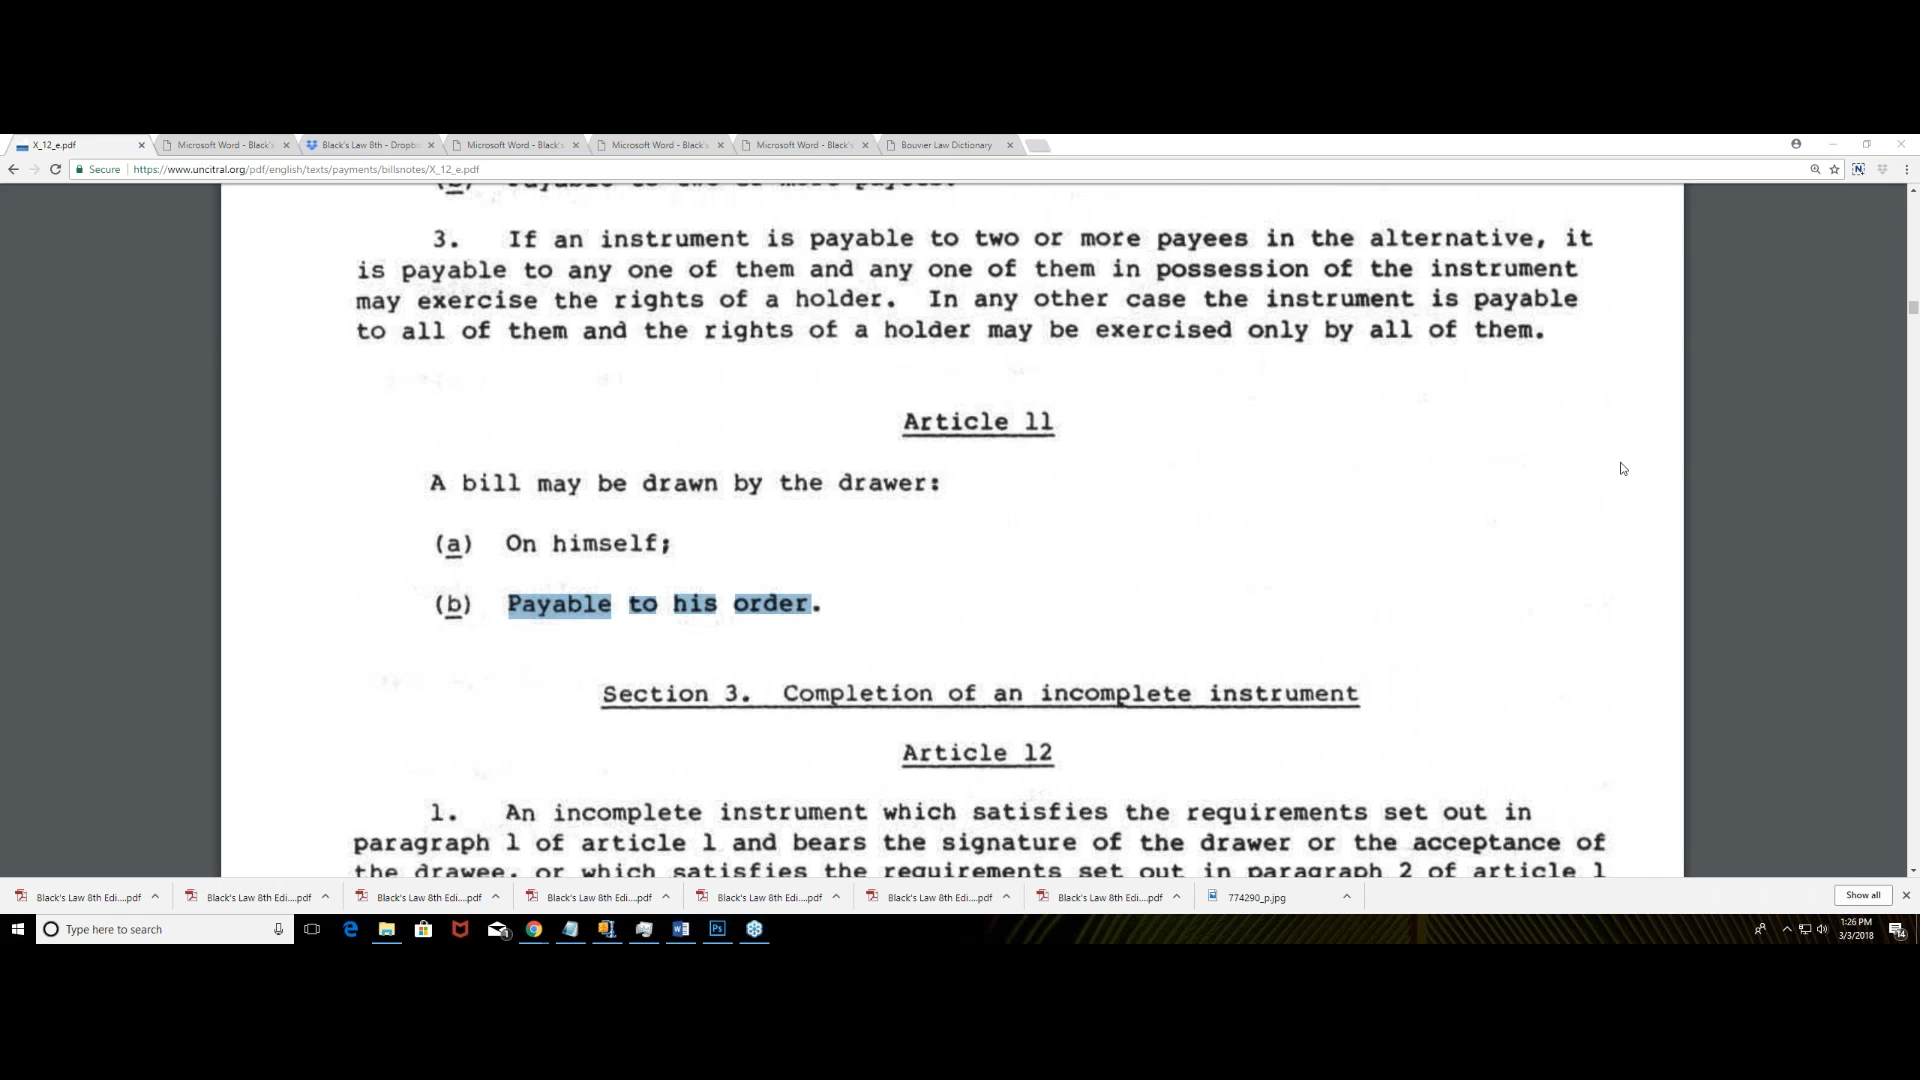 X_12_e.pdf
Microsoft Word - Black's
Black's Law 8th - Dropbo
Microsoft Word - Black's
Microsoft Word - Black's
Microsoft Word - Black's
Bouvier Law Dictionary
Secure https://www.uncitral.org/pdf/english/texts/payments/billsnotes/X_12_e.pdf
3. If an instrument is payable to two or more payees in the alternative, it
is payable to any one of them and any one of them in possession of the instrument
may exercise the rights of a holder. In any other case the instrument is payable
to all of them and the rights of a holder may be exercised only by all of them.
Article 11
A bill may be drawn by the drawer:
(a) On himself;
(b) Payable to his order.
Section 3. Completion of an incomplete instrument
Article 12
1. An incomplete instrument which satisfies the requirements set out in
paragraph 1 of article 1 and bears the signature of the drawer or the acceptance of
the drawee, or which satisfies the requirements set out in paragraph 2 of article 1
Black's Law 8th Edi....pdf
Black's Law 8th Edi....pdf
Black's Law 8th Edi....pdf
Black's Law 8th Edi....pdf
Black's Law 8th Edi....pdf
Black's Law 8th Edi....pdf
Black's Law 8th Edi....pdf
774290_p.jpg
Show all
Type here to search
1:26 PM
3/3/2018